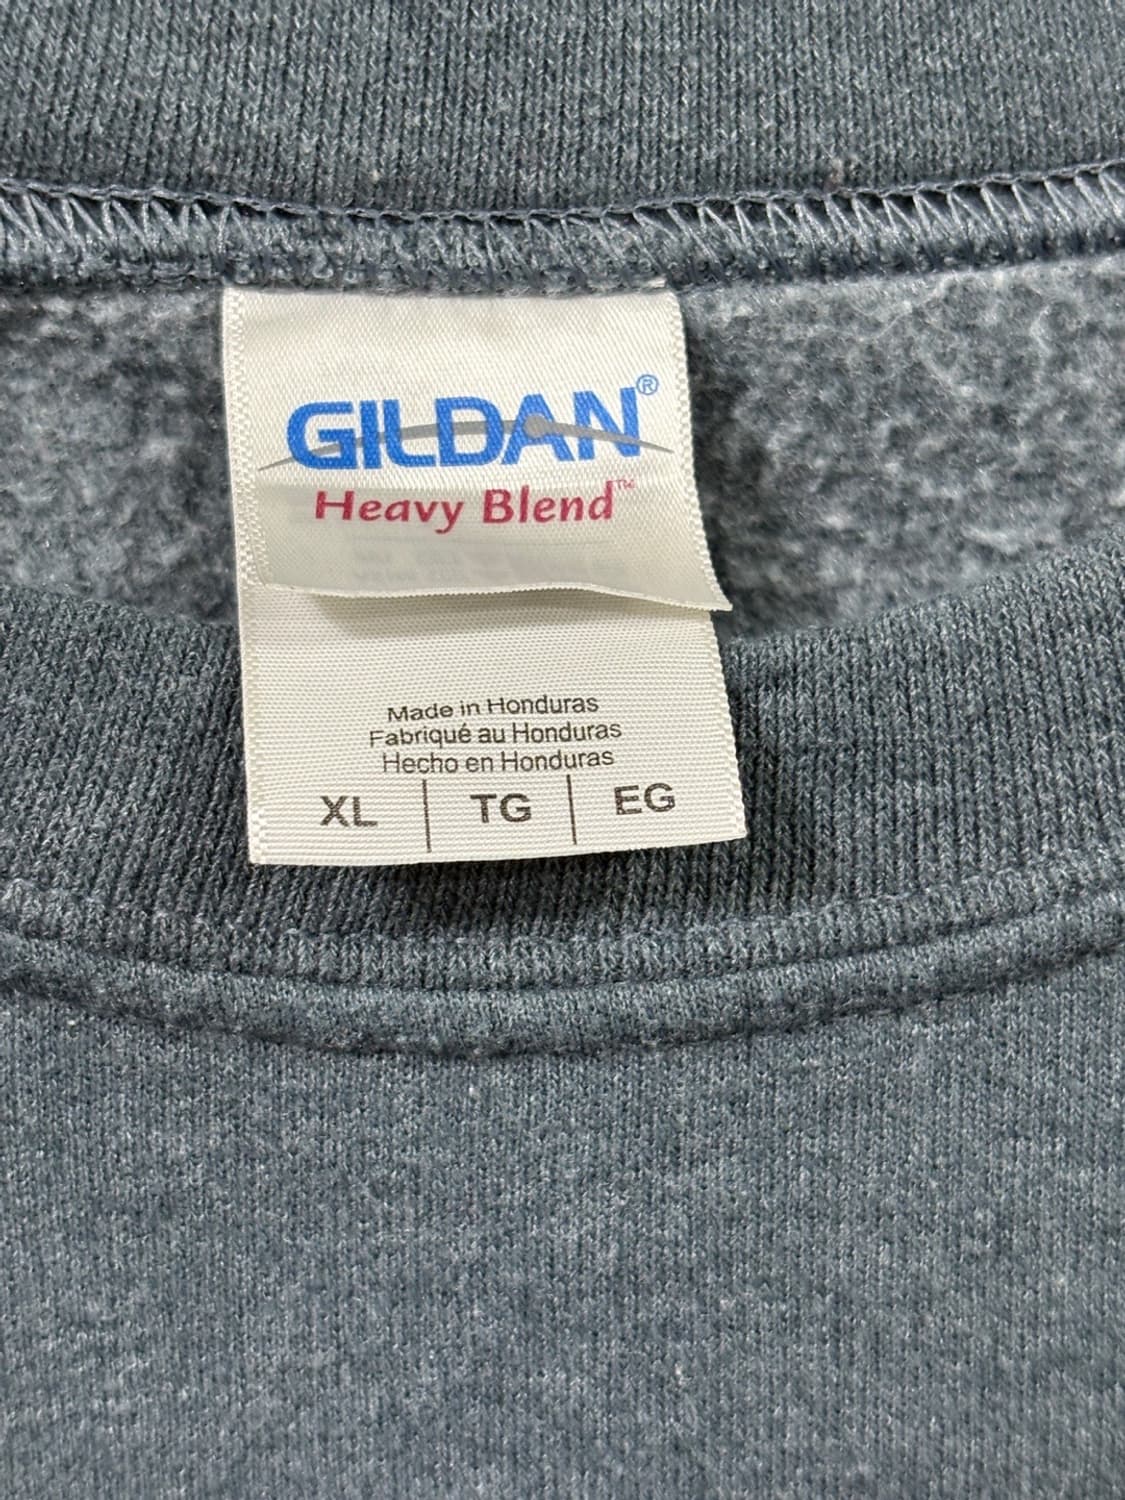 GILDAN®
Heavy Blend™
Made in Honduras
Fabriqué au Honduras
Hecho en Honduras
XL | TG | EG